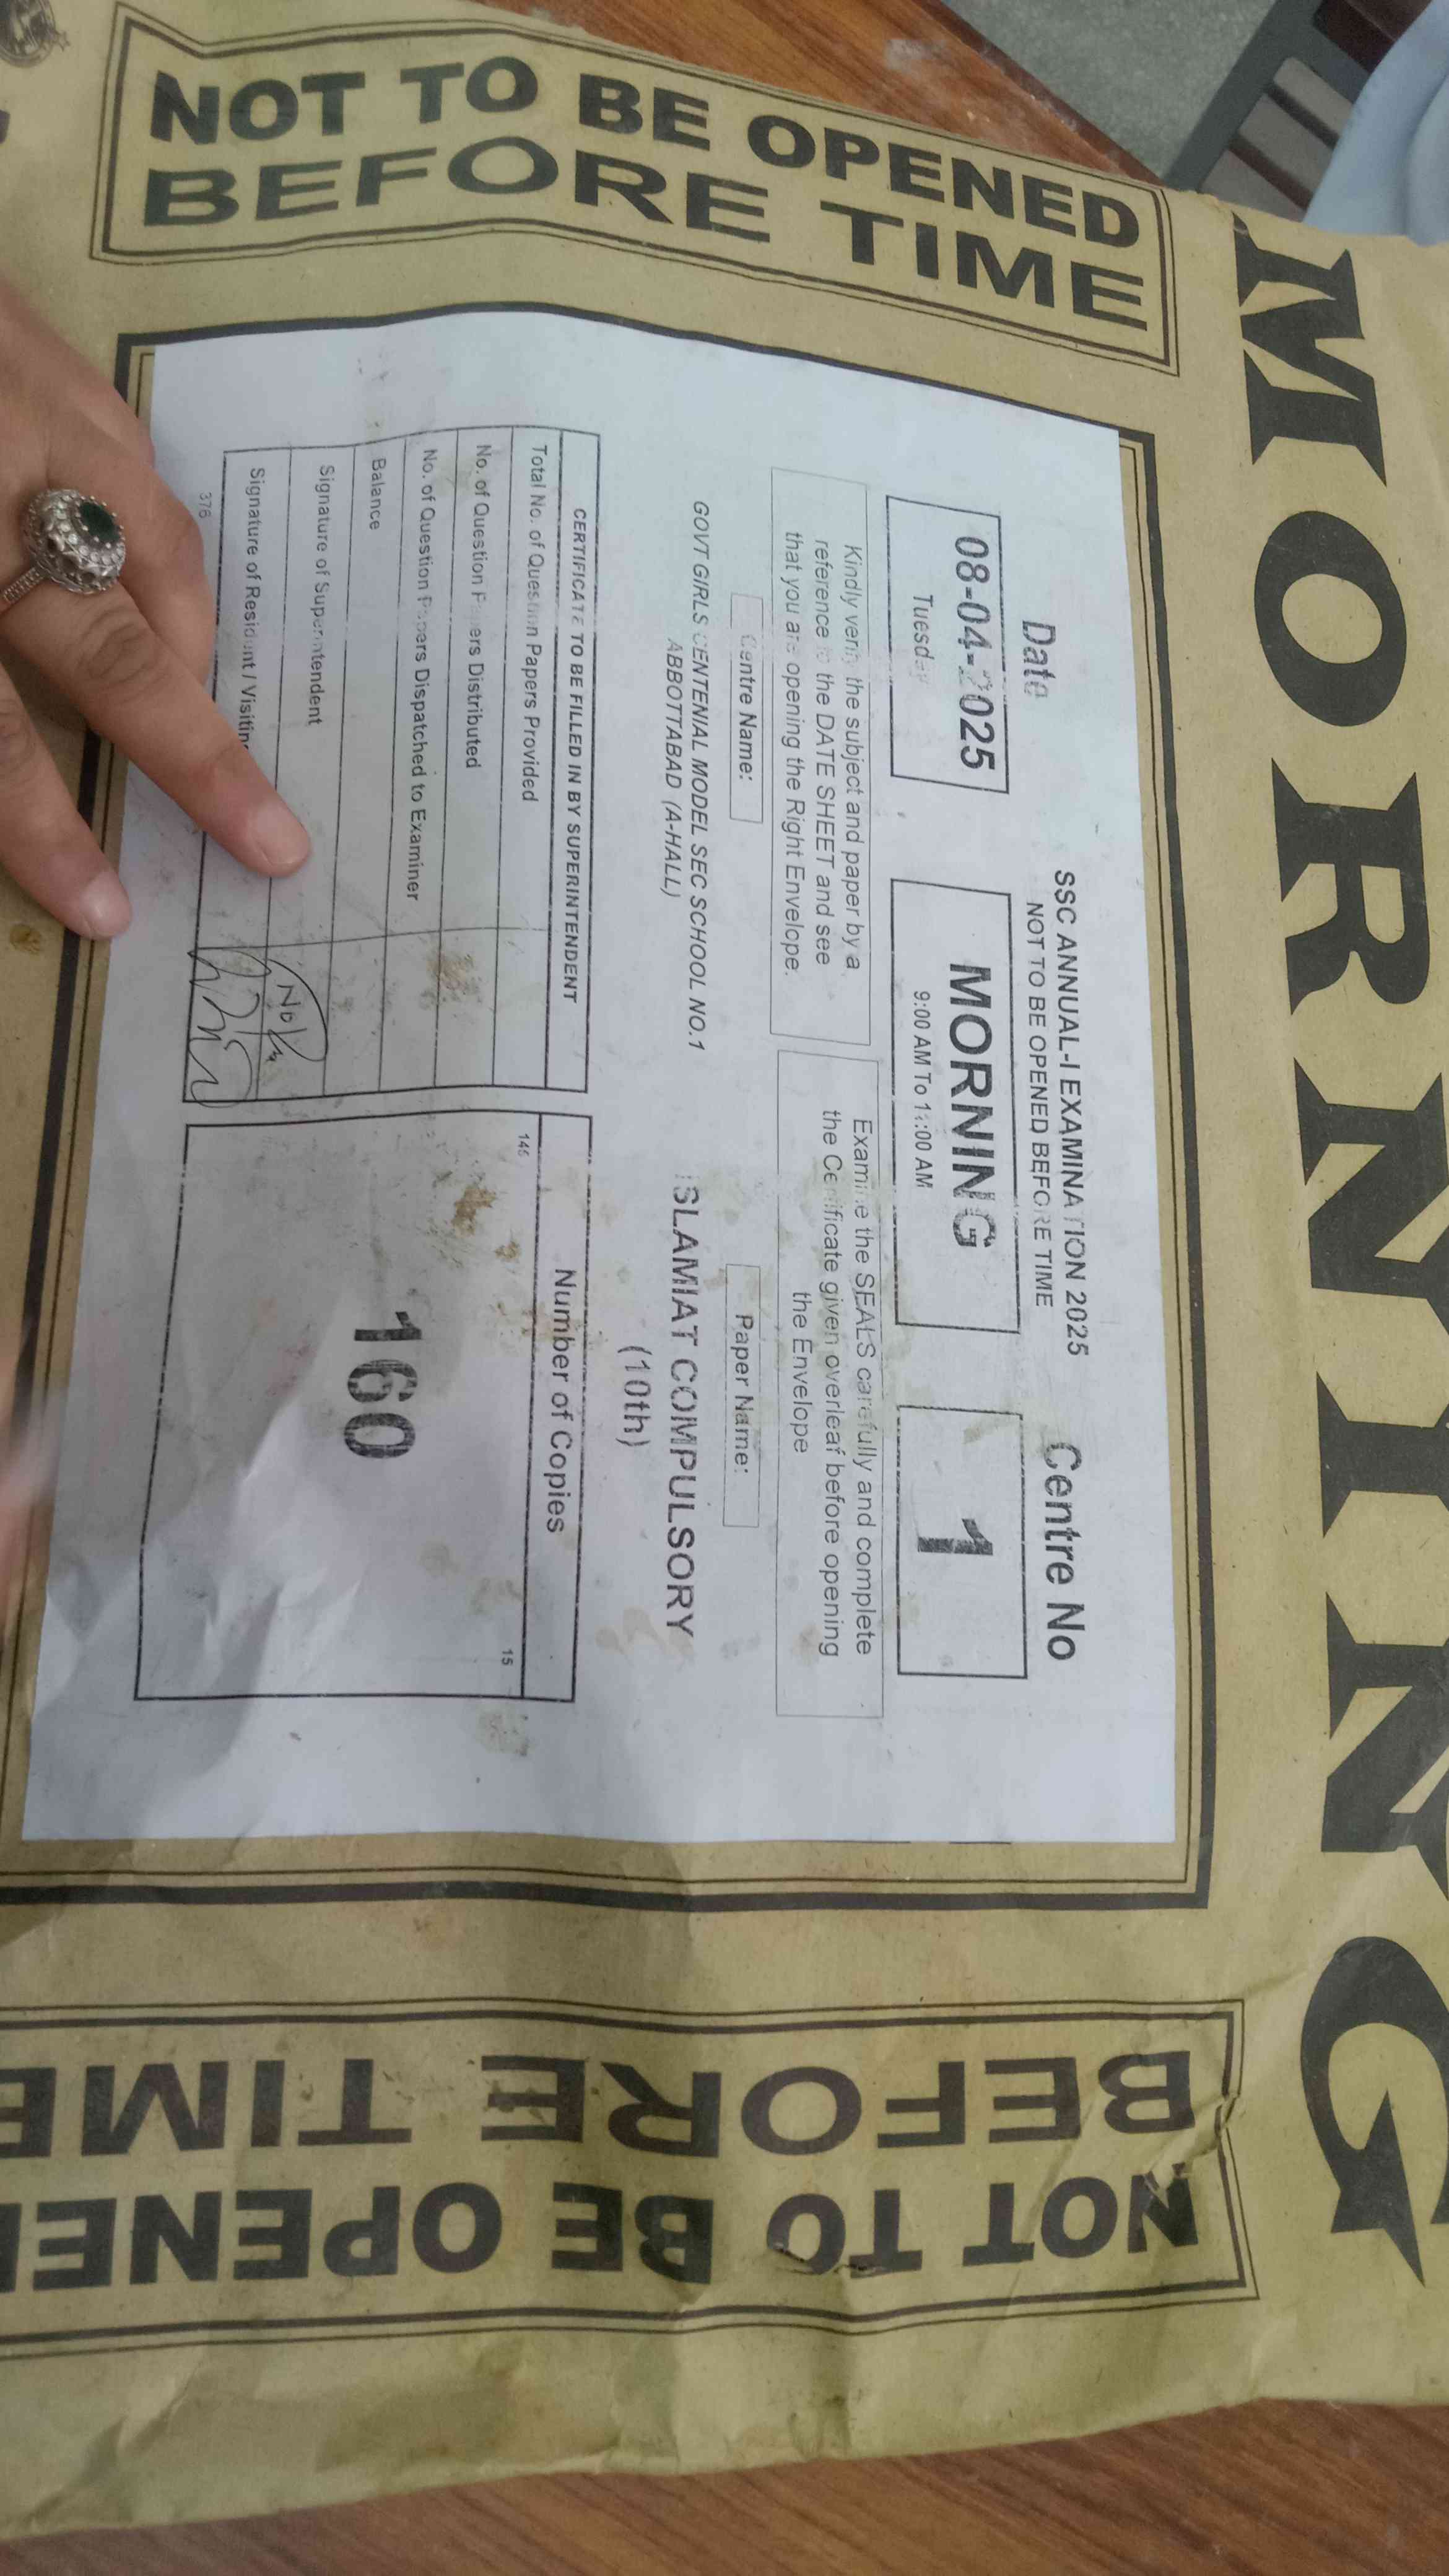 MORNING
NOT TO BE OPENED
BEFORE TIME
SSC ANNUAL-I EXAMINATION 2025
NOT TO BE OPENED BEFORE TIME
Date
08-04-2025
Tuesday
MORNING
9:00 AM To 11:00 AM
Centre No
1
Kindly verify the subject and paper by a
reference to the DATE SHEET and see
that you are opening the Right Envelope.
Examine the SEALS carefully and complete
the Certificate given overleaf before opening
the Envelope
Centre Name:
Paper Name:
GOVT GIRLS CENTENIAL MODEL SEC SCHOOL NO.1
ABBOTTABAD (A-HALL)
ISLAMIAT COMPULSORY
(10th)
CERTIFICATE TO BE FILLED IN BY SUPERINTENDENT
Total No. of Question Papers Provided
No. of Question Papers Distributed
No. of Question Papers Dispatched to Examiner
Balance
Signature of Superintendent
Signature of Resident / Visiting
376
Number of Copies
146
15
160
NOT TO BE OPENED
BEFORE TIME